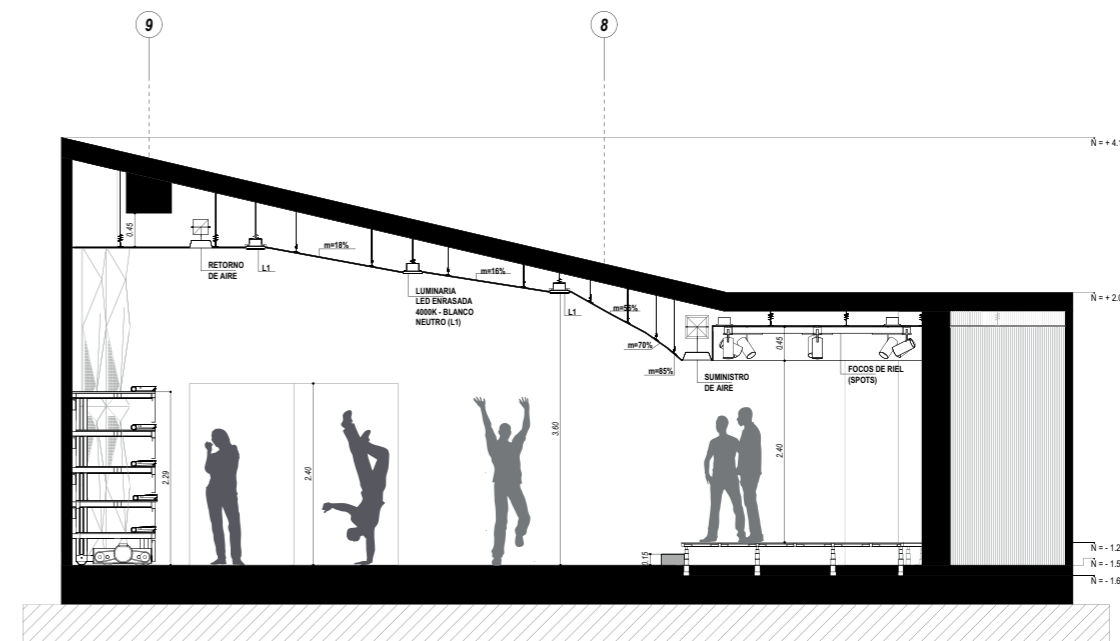 9
8
N = + 4.1
0.45
m=18%
RETORNO
DE AIRE
L1
m=16%
LUMINARIA
LED ENRASADA
4000K - BLANCO
NEUTRO (L1)
N = + 2.0
L1
m=70%
0.45
m=85%
SUMINISTRO
DE AIRE
FOCOS DE RIEL
(SPOTS)
2.29
2.40
3.60
2.40
0.15
N = - 1.2
N = - 1.5
N = - 1.6